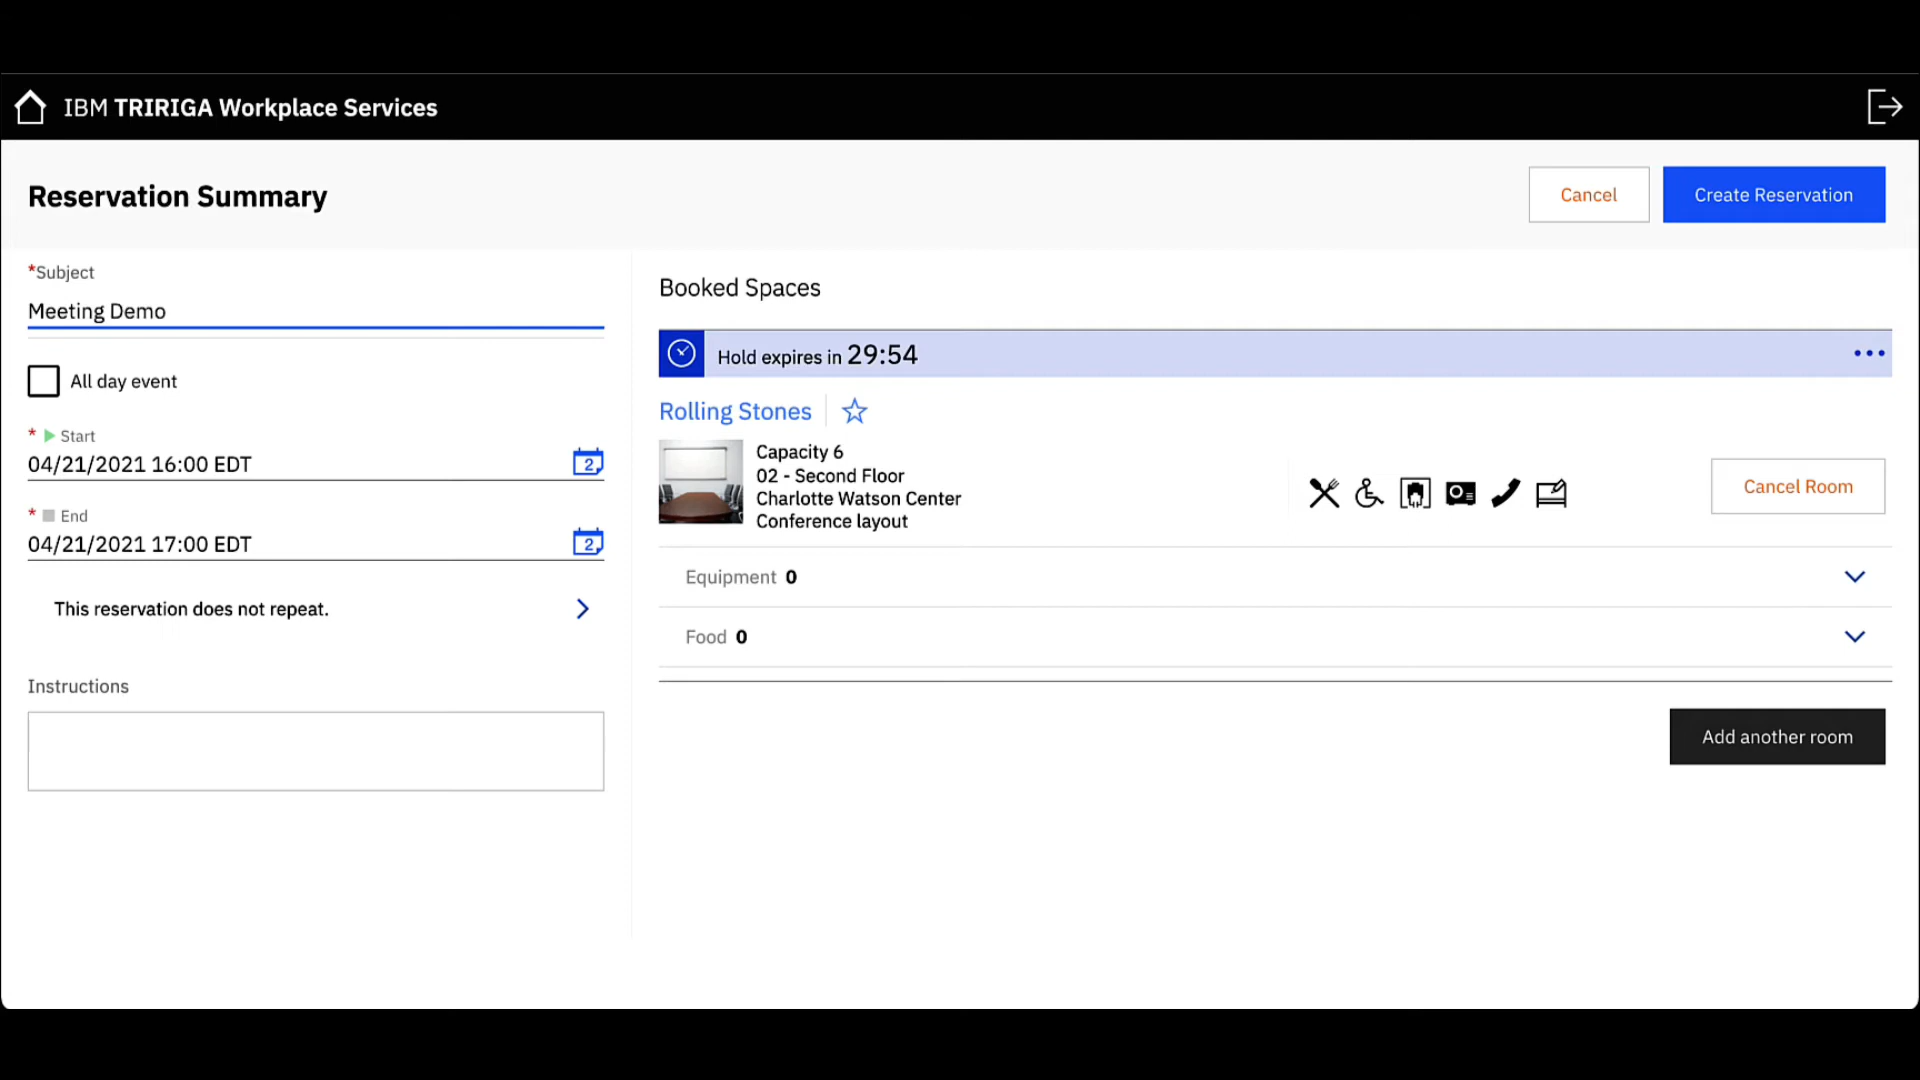 IBM TRIRIGA Workplace Services
Reservation Summary
Cancel
Create Reservation
*Subject
Meeting Demo
All day event
* Start
04/21/2021 16:00 EDT
2
* End
04/21/2021 17:00 EDT
2
This reservation does not repeat.
Instructions
Booked Spaces
Hold expires in 29:54
Rolling Stones
Capacity 6
02 - Second Floor
Charlotte Watson Center
Conference layout
Cancel Room
Equipment 0
Food 0
Add another room